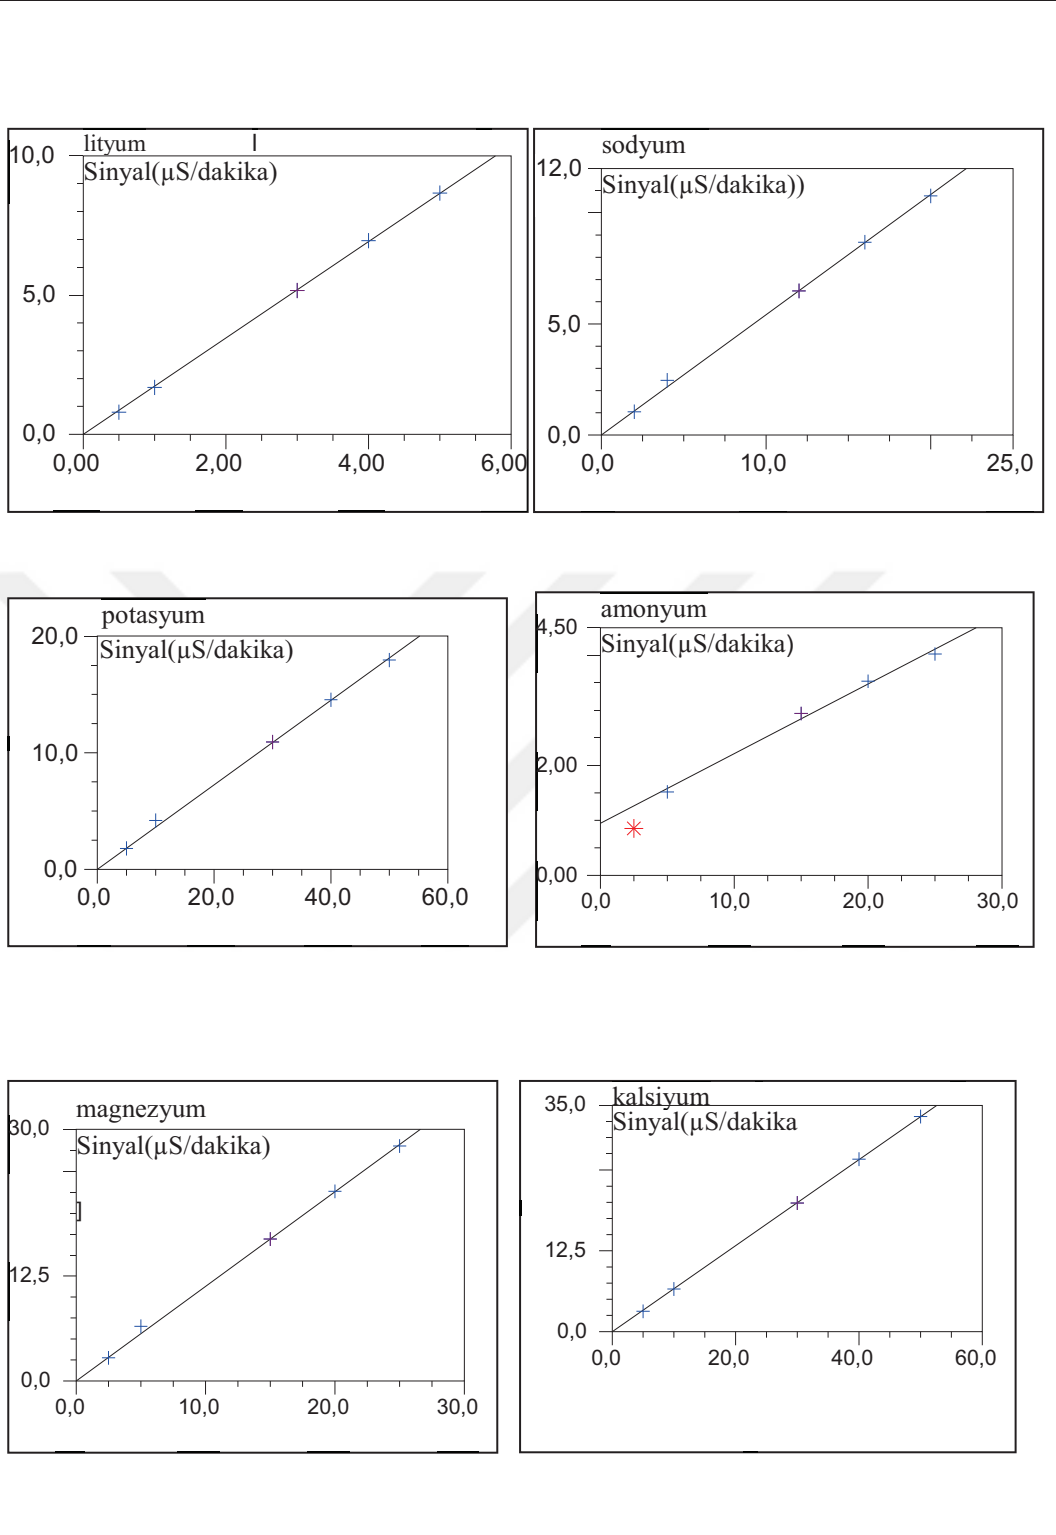 lityum
Sinyal(µS/dakika)
10,0
5,0
0,0
0,00 2,00 4,00 6,00
sodyum
Sinyal(µS/dakika))
12,0
5,0
0,0
0,0 10,0 25,0
potasyum
Sinyal(µS/dakika)
20,0
10,0
0,0
0,0 20,0 40,0 60,0
amonyum
Sinyal(µS/dakika)
4,50
2,00
0,00
0,0 10,0 20,0 30,0
magnezyum
Sinyal(µS/dakika)
30,0
12,5
0,0
0,0 10,0 20,0 30,0
kalsiyum
Sinyal(µS/dakika
35,0
12,5
0,0
0,0 20,0 40,0 60,0